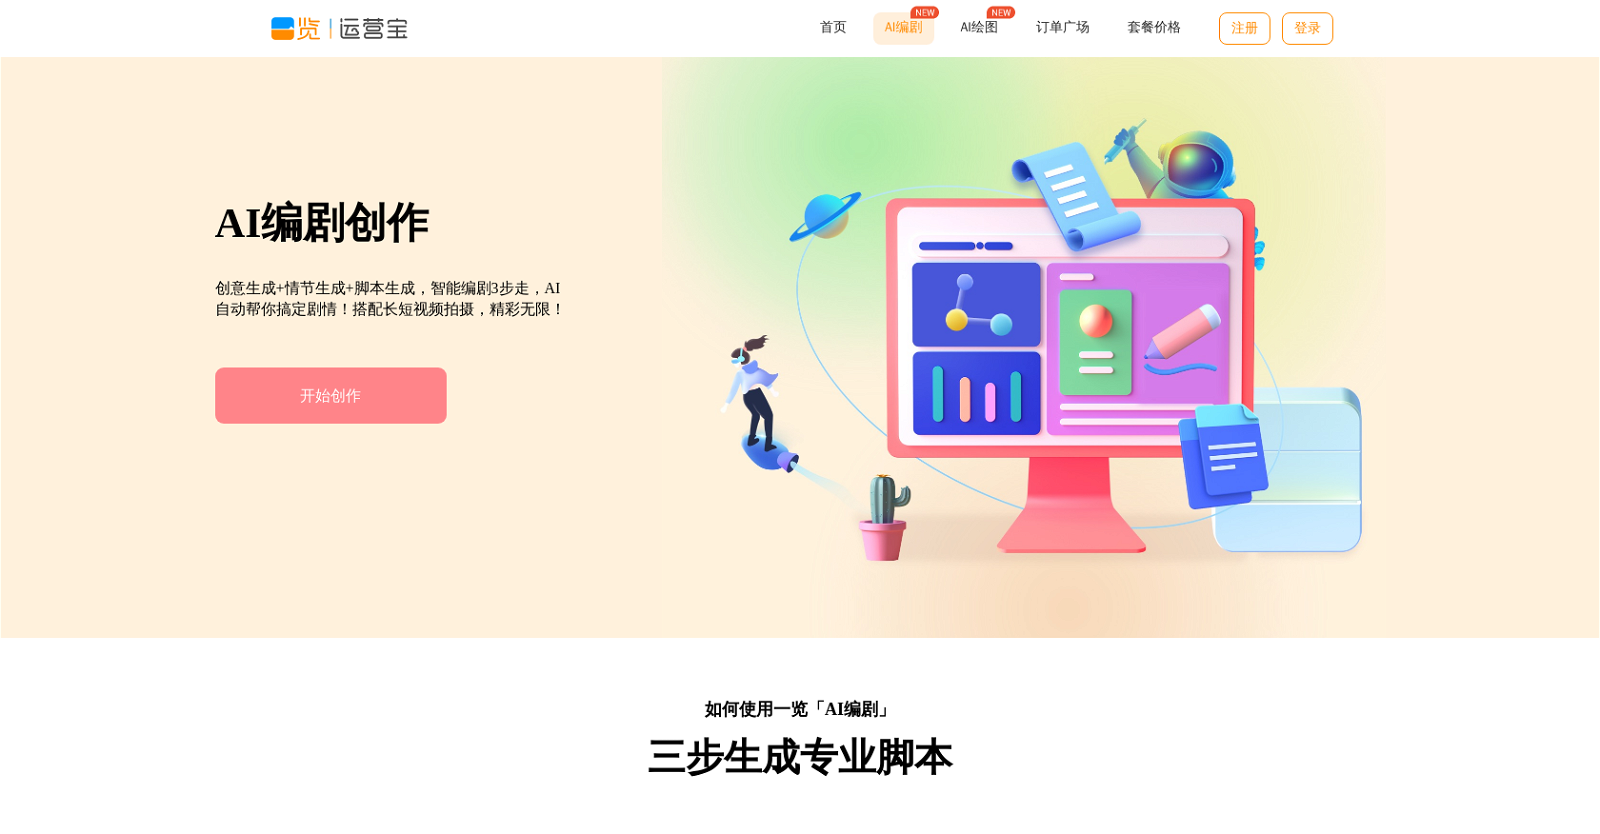 一览 | 运营宝
首页
AI编剧
NEW
AI绘图
NEW
订单广场
套餐价格
注册
登录
AI编剧创作
创意生成+情节生成+脚本生成，智能编剧3步走，AI
自动帮你搞定剧情！搭配长短视频拍摄，精彩无限！
开始创作
如何使用一览「AI编剧」
三步生成专业脚本